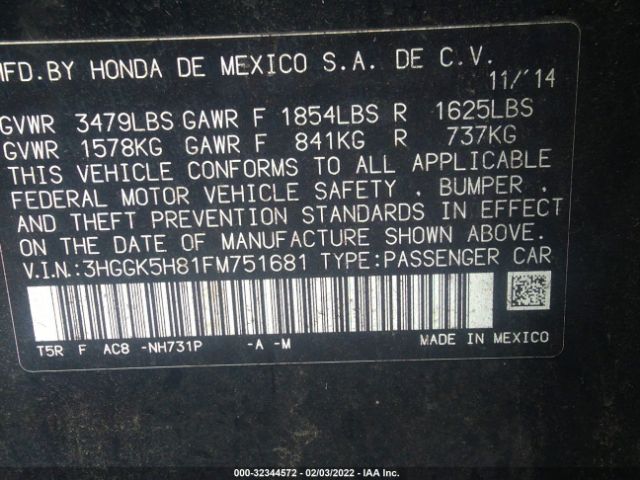 MFD.BY HONDA DE MEXICO S.A. DE C.V.
11/'14
GVWR 3479LBS GAWR F 1854LBS R 1625LBS
GVWR 1578KG GAWR F 841KG R 737KG
THIS VEHICLE CONFORMS TO ALL APPLICABLE
FEDERAL MOTOR VEHICLE SAFETY , BUMPER ,
AND THEFT PREVENTION STANDARDS IN EFFECT
ON THE DATE OF MANUFACTURE SHOWN ABOVE.
V.I.N.:3HGGK5H81FM751681 TYPE:PASSENGER CAR
T5R F AC8 -NH731P -A -M MADE IN MEXICO
000-32344572 - 02/03/2022 - IAA Inc.